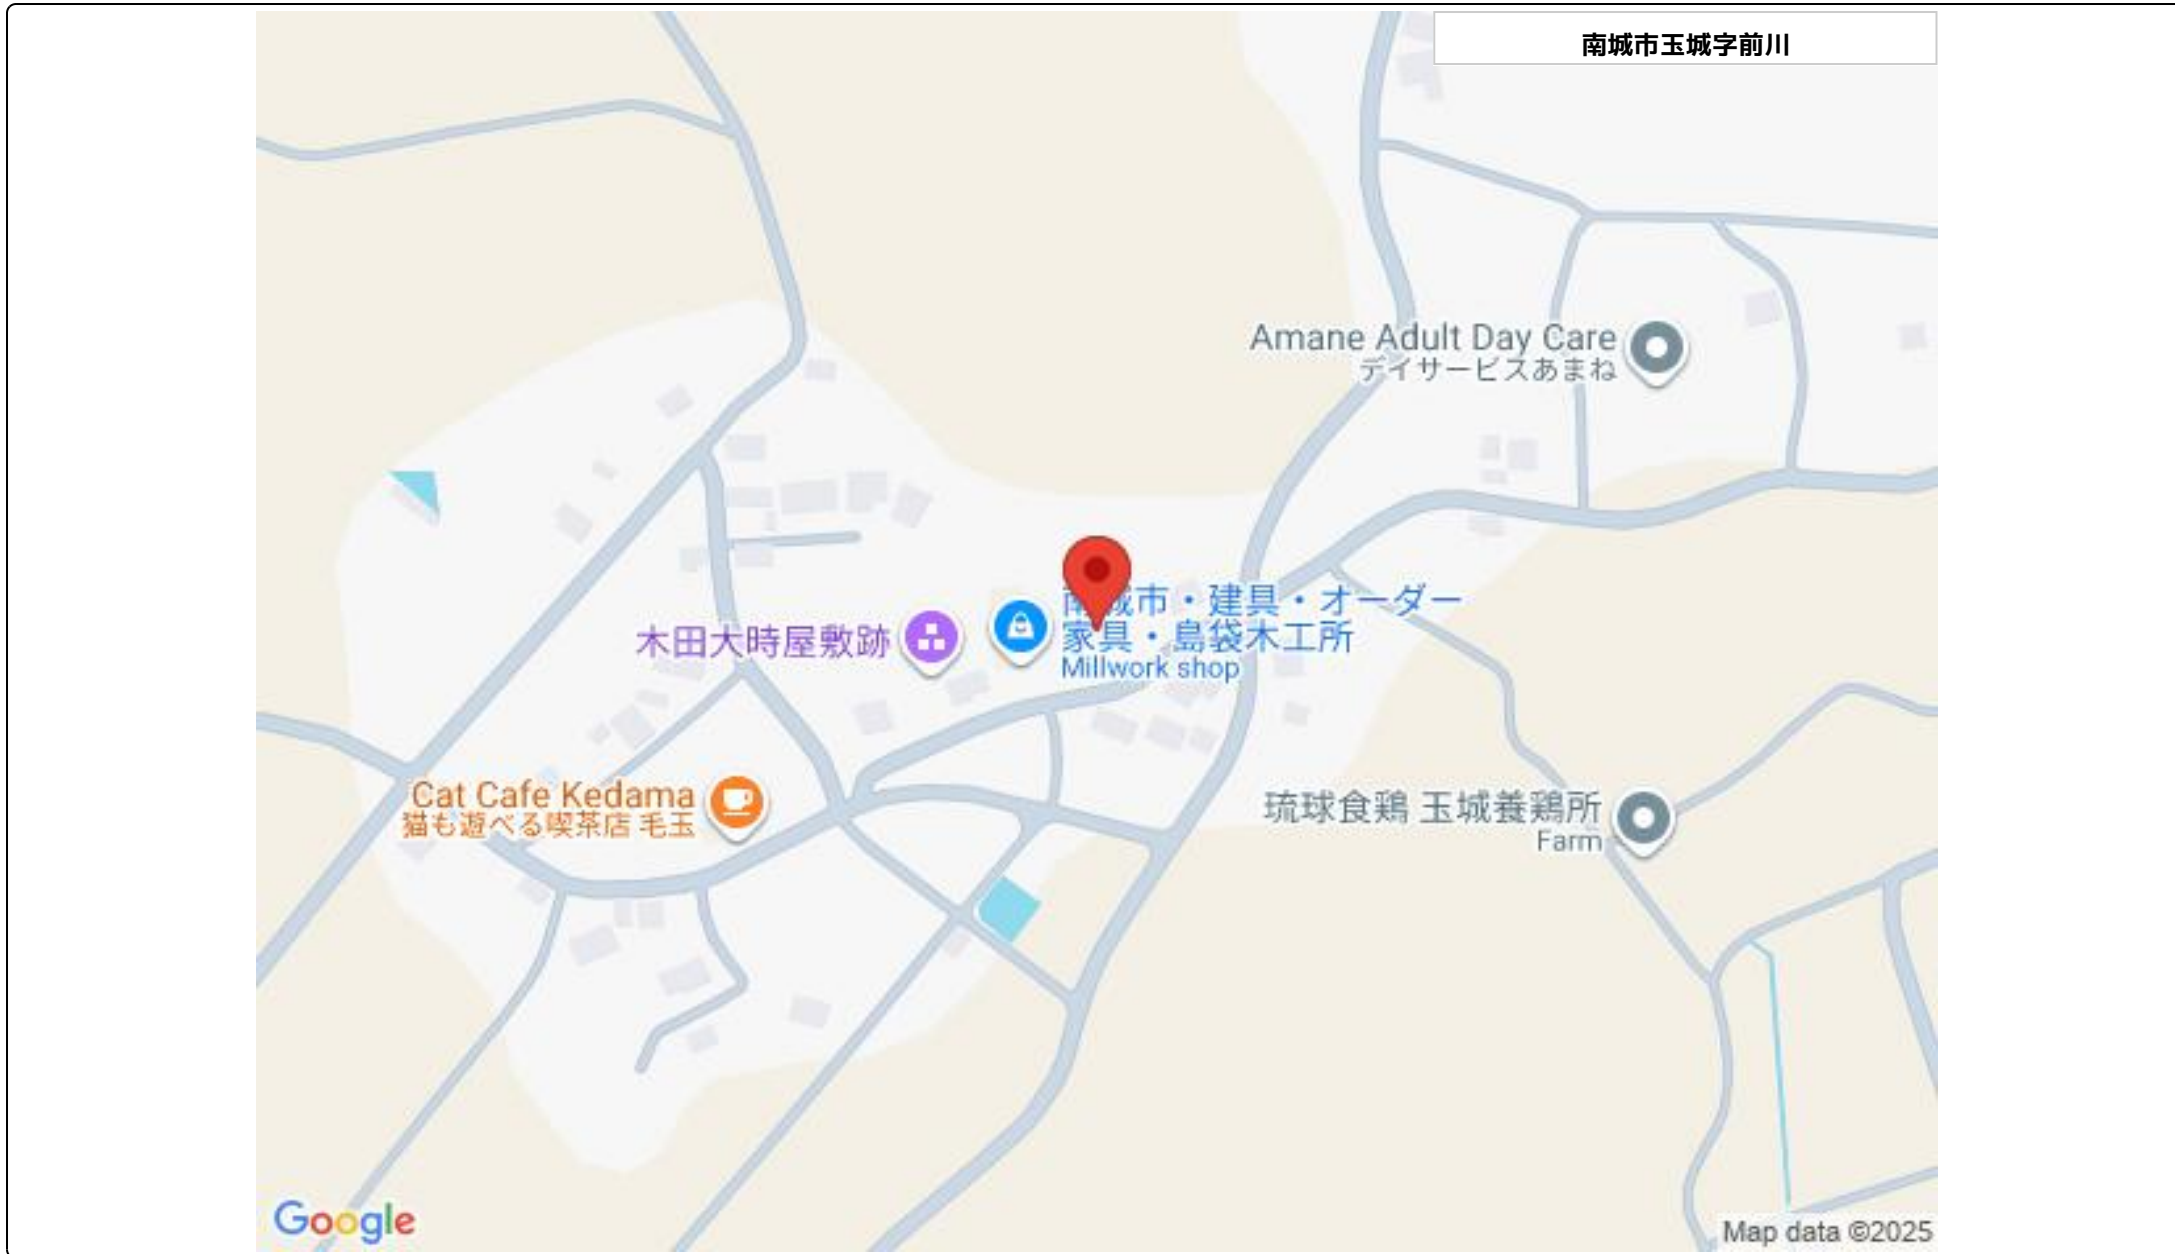 南城市玉城字前川
Amane Adult Day Care
デイサービスあまね
南城市・建具・オーダー
家具・島袋木工所
Millwork shop
木田大時屋敷跡
Cat Cafe Kedama
猫も遊べる喫茶店 毛玉
琉球食鶏 玉城養鶏所
Farm
Google
Map data ©2025